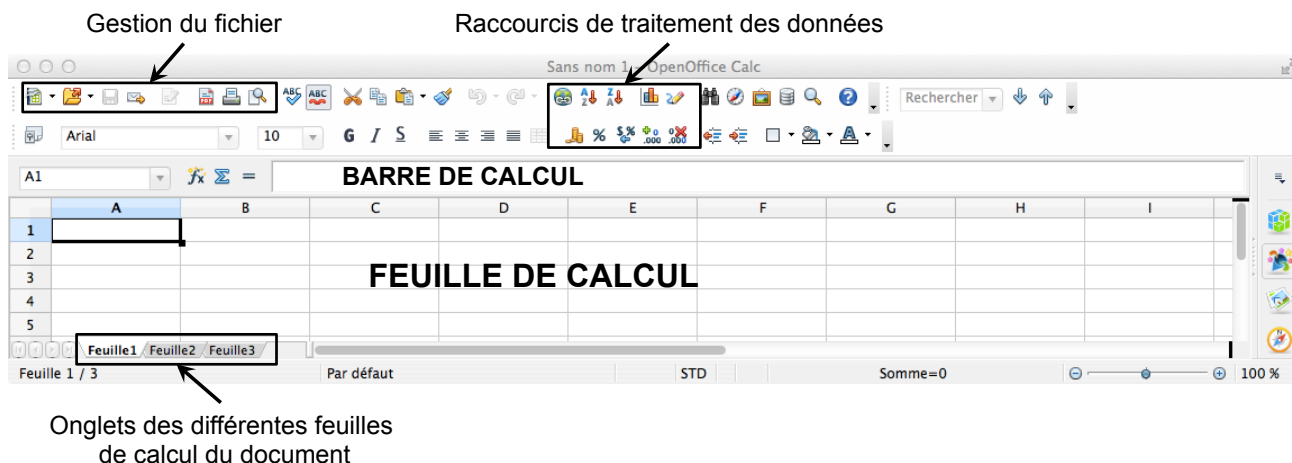 Gestion du fichier
Raccourcis de traitement des données
Sans nom 1 - OpenOffice Calc
Rechercher
Arial
10
G I S
A1
BARRE DE CALCUL
A B C D E F G H I
1
2
FEUILLE DE CALCUL
3
4
5
Feuille1 Feuille2 Feuille3
Feuille 1 / 3 Par défaut STD Somme=0 100 %
Onglets des différentes feuilles
de calcul du document